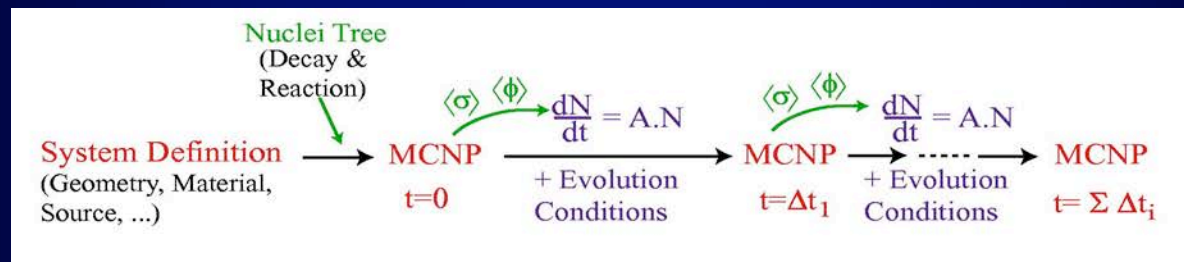 Nuclei Tree
(Decay &
Reaction)
System Definition
(Geometry, Material,
Source, ...)
MCNP
t=0
⟨σ⟩ ⟨ϕ⟩
dN/dt = A.N
+ Evolution
Conditions
MCNP
t=Δt₁
⟨σ⟩ ⟨ϕ⟩
dN/dt = A.N
+ Evolution
Conditions
MCNP
t= Σ Δtᵢ